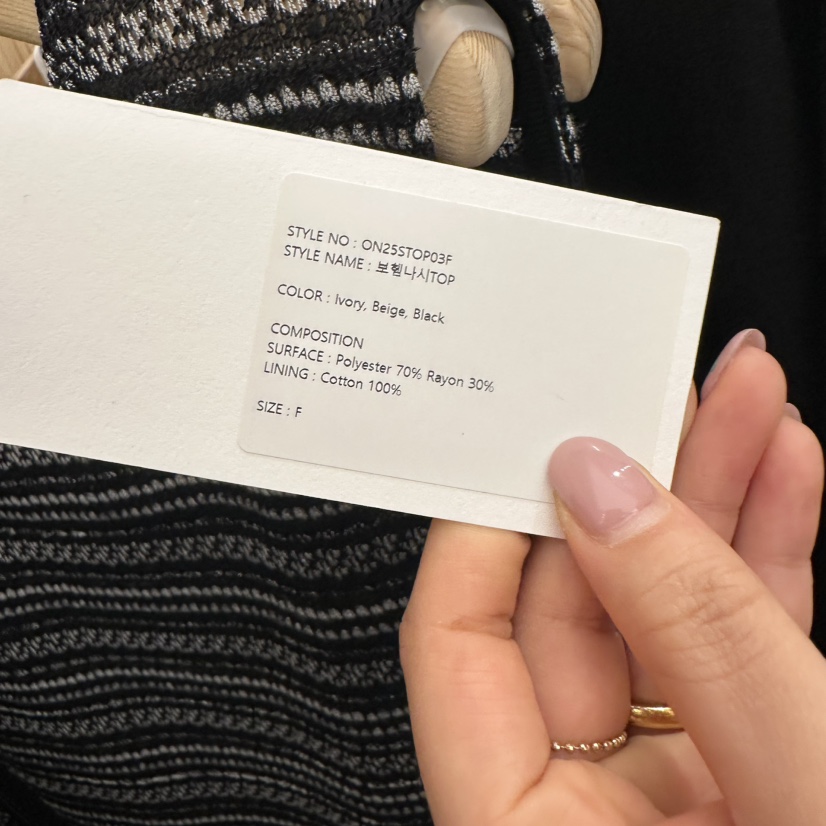 STYLE NO : ON25STOP03F
STYLE NAME : 보헴나시TOP
COLOR : Ivory, Beige, Black
COMPOSITION
SURFACE : Polyester 70% Rayon 30%
LINING : Cotton 100%
SIZE : F